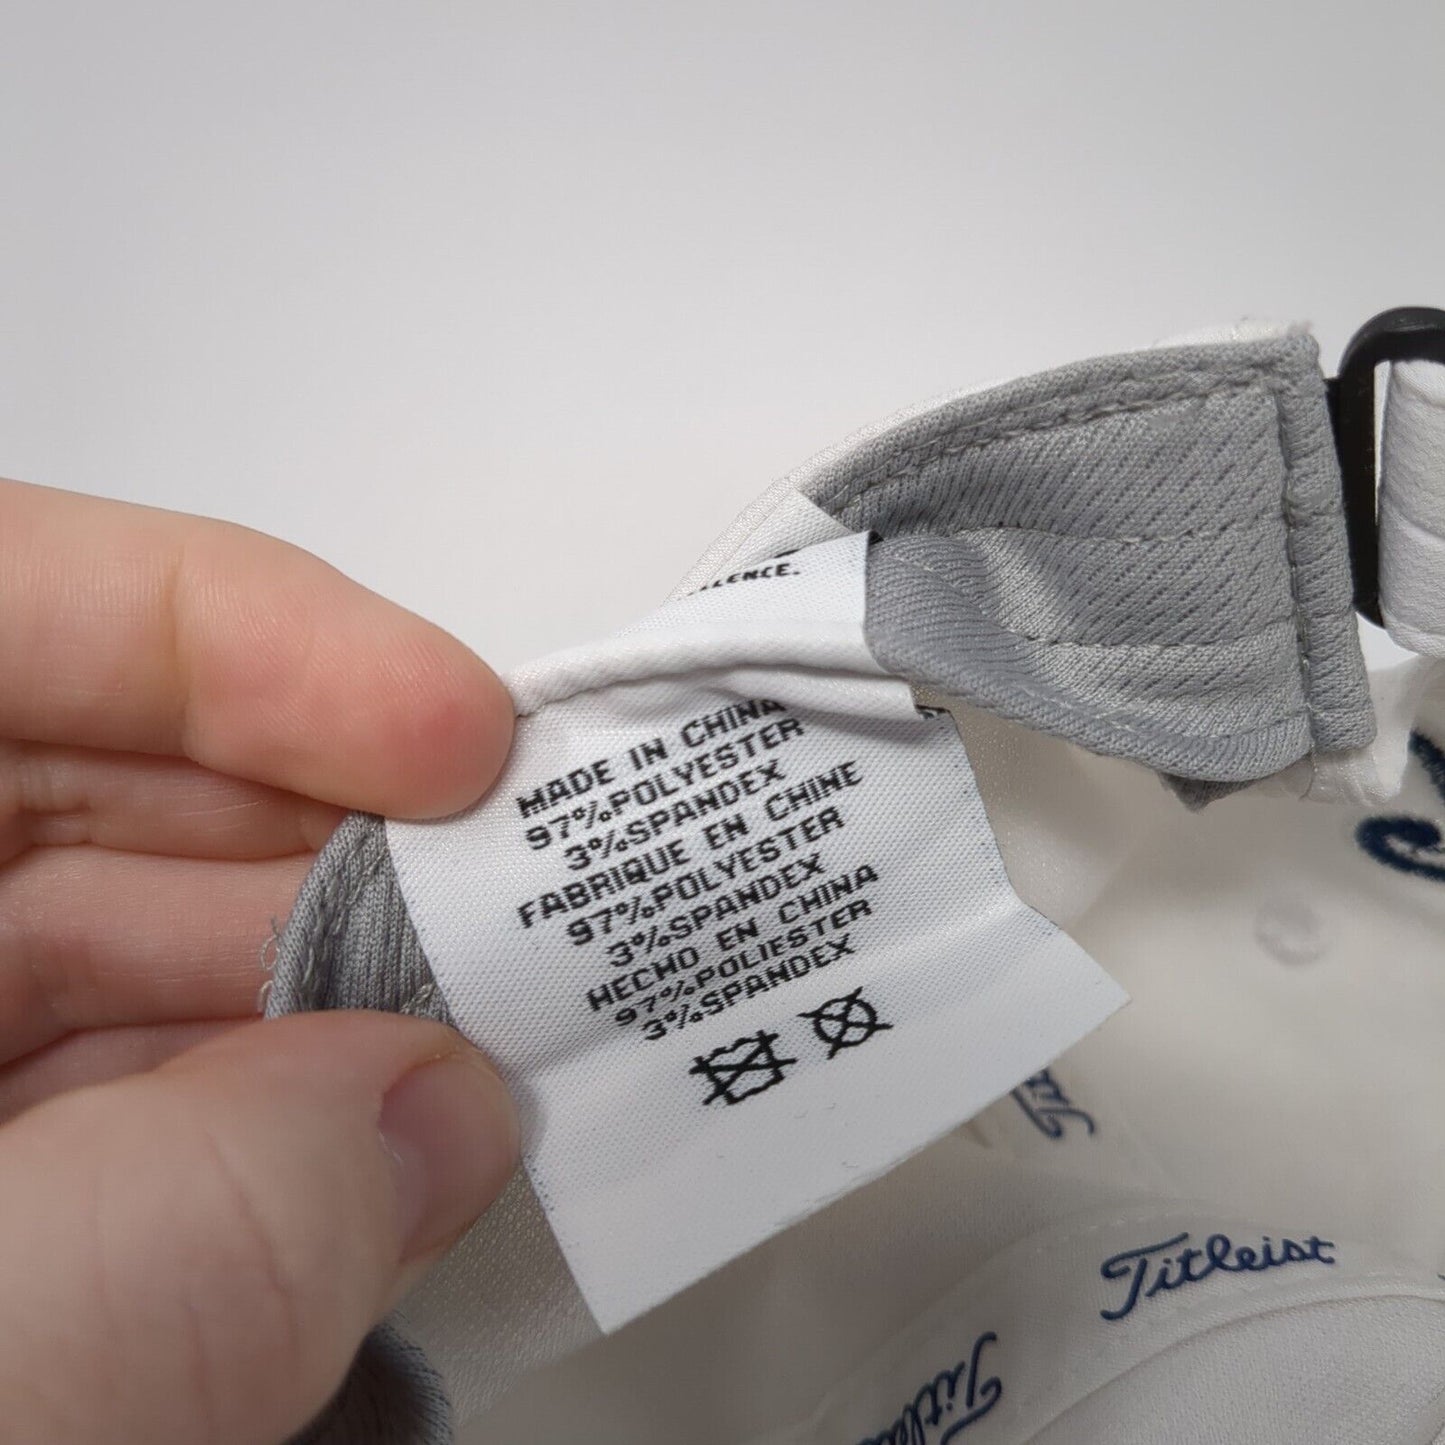 MADE IN CHINA
97%POLYESTER
3%SPANDEX
FABRIQUE EN CHINE
97%POLYESTER
3%SPANDEX
HECHO EN CHINA
97%POLIESTER
3%SPANDEX
Titleist